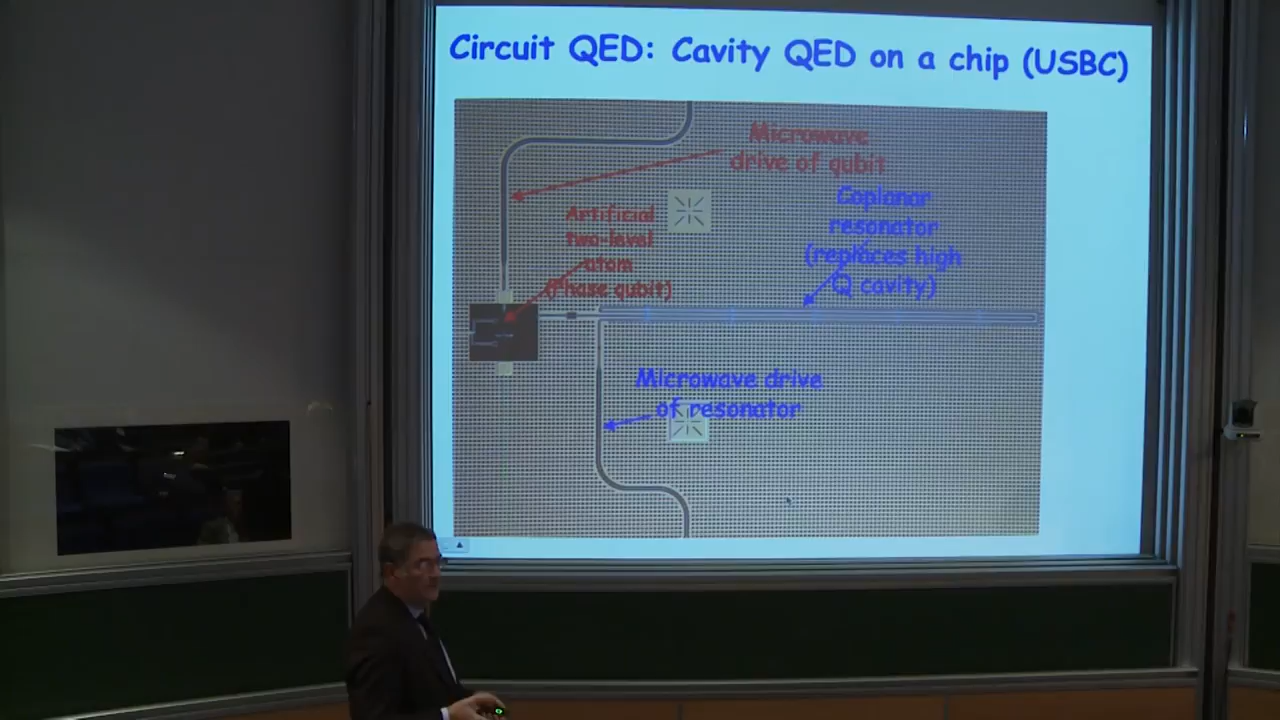 Circuit QED: Cavity QED on a chip (USBC)
Microwave
drive of qubit
Coplanar
resonator
(replaces high
Q cavity)
Artificial
two-level
atom
(Phase qubit)
Microwave drive
of resonator